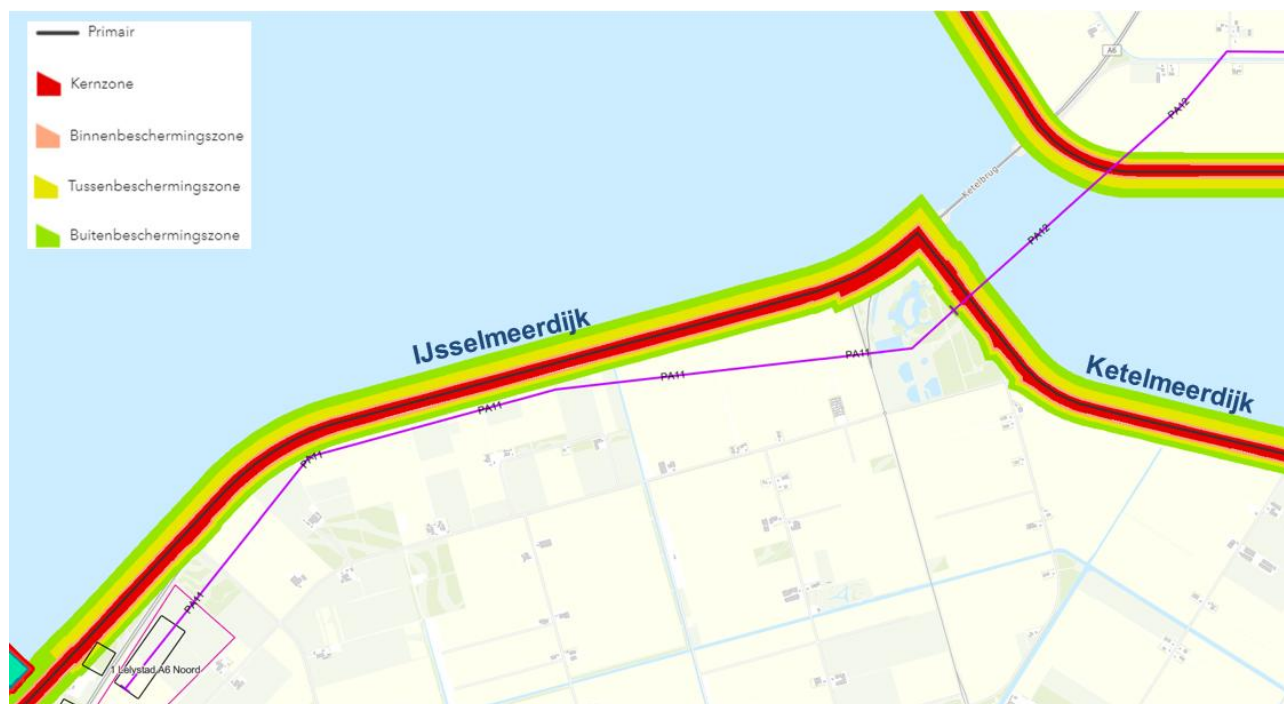 Primair
Kernzone
Binnenbeschermingszone
Tussenbeschermingszone
Buitenbeschermingszone
A6
PA12
Ketelbrug
PA12
IJsselmeerdijk
PA11
PA11
Ketelmeerdijk
PA11
PA11
PA11
1 Lelystad A6 Noord